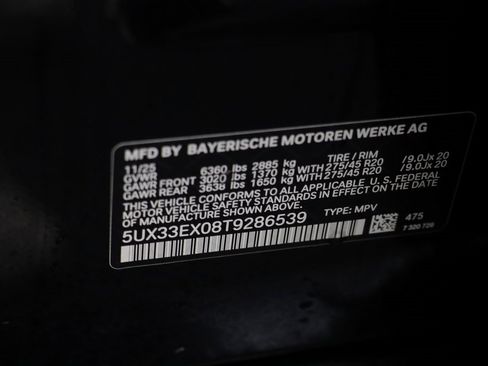 MFD BY BAYERISCHE MOTOREN WERKE AG
11/25 TIRE / RIM
GVWR 6360 lbs 2885 kg
GAWR FRONT 3020 lbs 1370 kg WITH 275/45 R20 /9.0Jx 20
GAWR REAR 3638 lbs 1650 kg WITH 275/45 R20 /9.0Jx 20
THIS VEHICLE CONFORMS TO ALL APPLICABLE U.S. FEDERAL
MOTOR VEHICLE SAFETY STANDARDS IN EFFECT ON THE
DATE OF MANUFACTURE SHOWN ABOVE.
5UX33EX08T9286539 TYPE: MPV
475
7 320 726